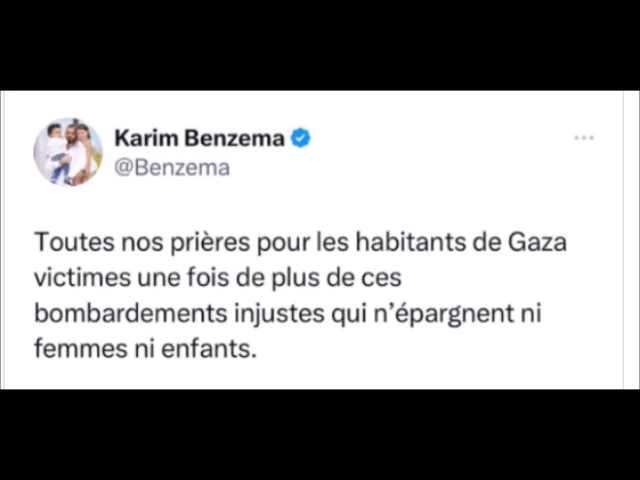 Karim Benzema
@Benzema
Toutes nos prières pour les habitants de Gaza
victimes une fois de plus de ces
bombardements injustes qui n’épargnent ni
femmes ni enfants.